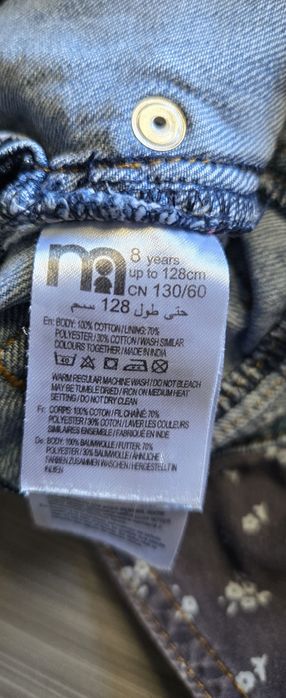 m
8 years
up to 128cm
CN 130/60
حتى طول 128 سم
En: BODY: 100% COTTON / LINING: 70%
POLYESTER / 30% COTTON / WASH SIMILAR
COLOURS TOGETHER / MADE IN INDIA
WARM REGULAR MACHINE WASH / DO NOT BLEACH
MAY BE TUMBLE DRIED / IRON ON MEDIUM HEAT
SETTING / DO NOT DRY CLEAN
Fr: CORPS: 100% COTON / FIL CHAÎNE: 70%
POLYESTER / 30% COTON / LAVER LES COULEURS
SIMILAIRES ENSEMBLE / FABRIQUE EN INDE
De: BODY: 100% BAUMWOLLE / FUTTER: 70%
POLYESTER / 30% BAUMWOLLE / ÄHNLICHE
FARBEN ZUSAMMEN WASCHEN / HERGESTELLT IN
INDIEN